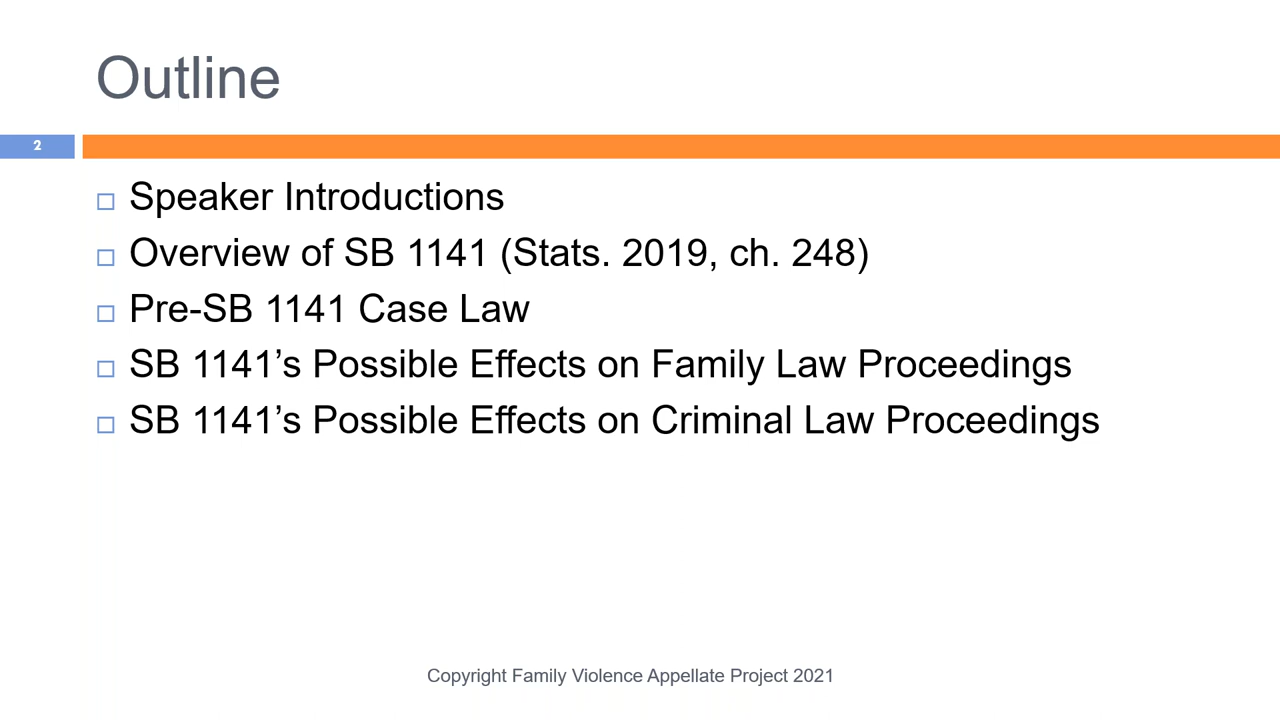 Outline
2
Speaker Introductions
Overview of SB 1141 (Stats. 2019, ch. 248)
Pre-SB 1141 Case Law
SB 1141’s Possible Effects on Family Law Proceedings
SB 1141’s Possible Effects on Criminal Law Proceedings
Copyright Family Violence Appellate Project 2021